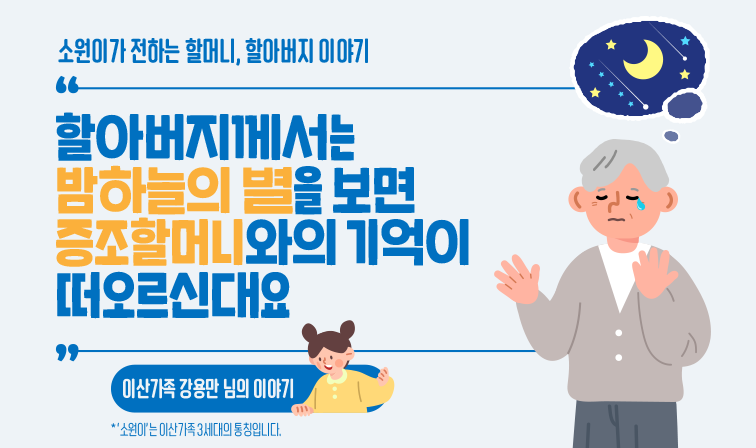 소원이가 전하는 할머니, 할아버지 이야기
“
할아버지께서는
밤하늘의 별을 보면
증조할머니와의 기억이
떠오르신대요
”
이산가족 강용만 님의 이야기
* ‘소원이’는 이산가족 3세대의 통칭입니다.